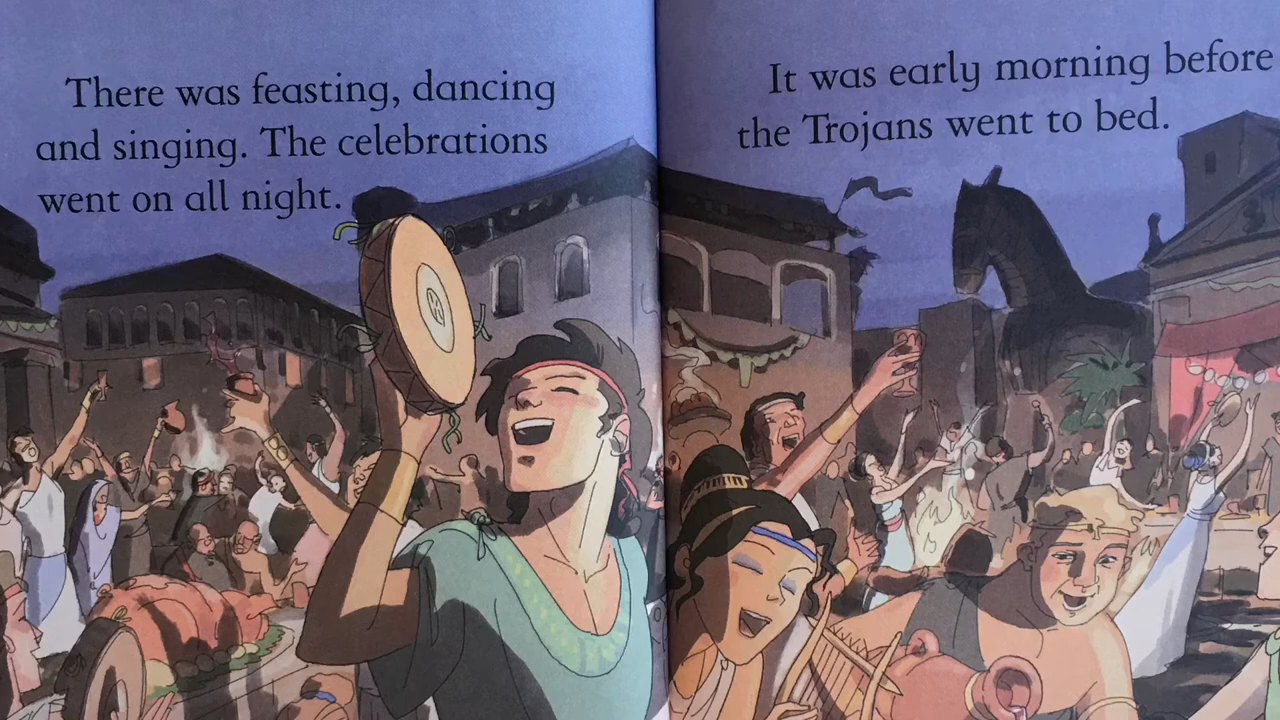 There was feasting, dancing
and singing. The celebrations
went on all night.
It was early morning before
the Trojans went to bed.